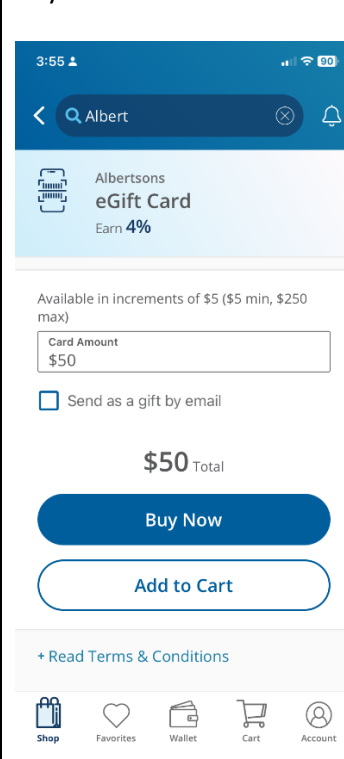 3:55
90
Albert
Albertsons
eGift Card
Earn 4%
Available in increments of $5 ($5 min, $250
max)
Card Amount
$50
Send as a gift by email
$50 Total
Buy Now
Add to Cart
+ Read Terms & Conditions
Shop Favorites Wallet Cart Account